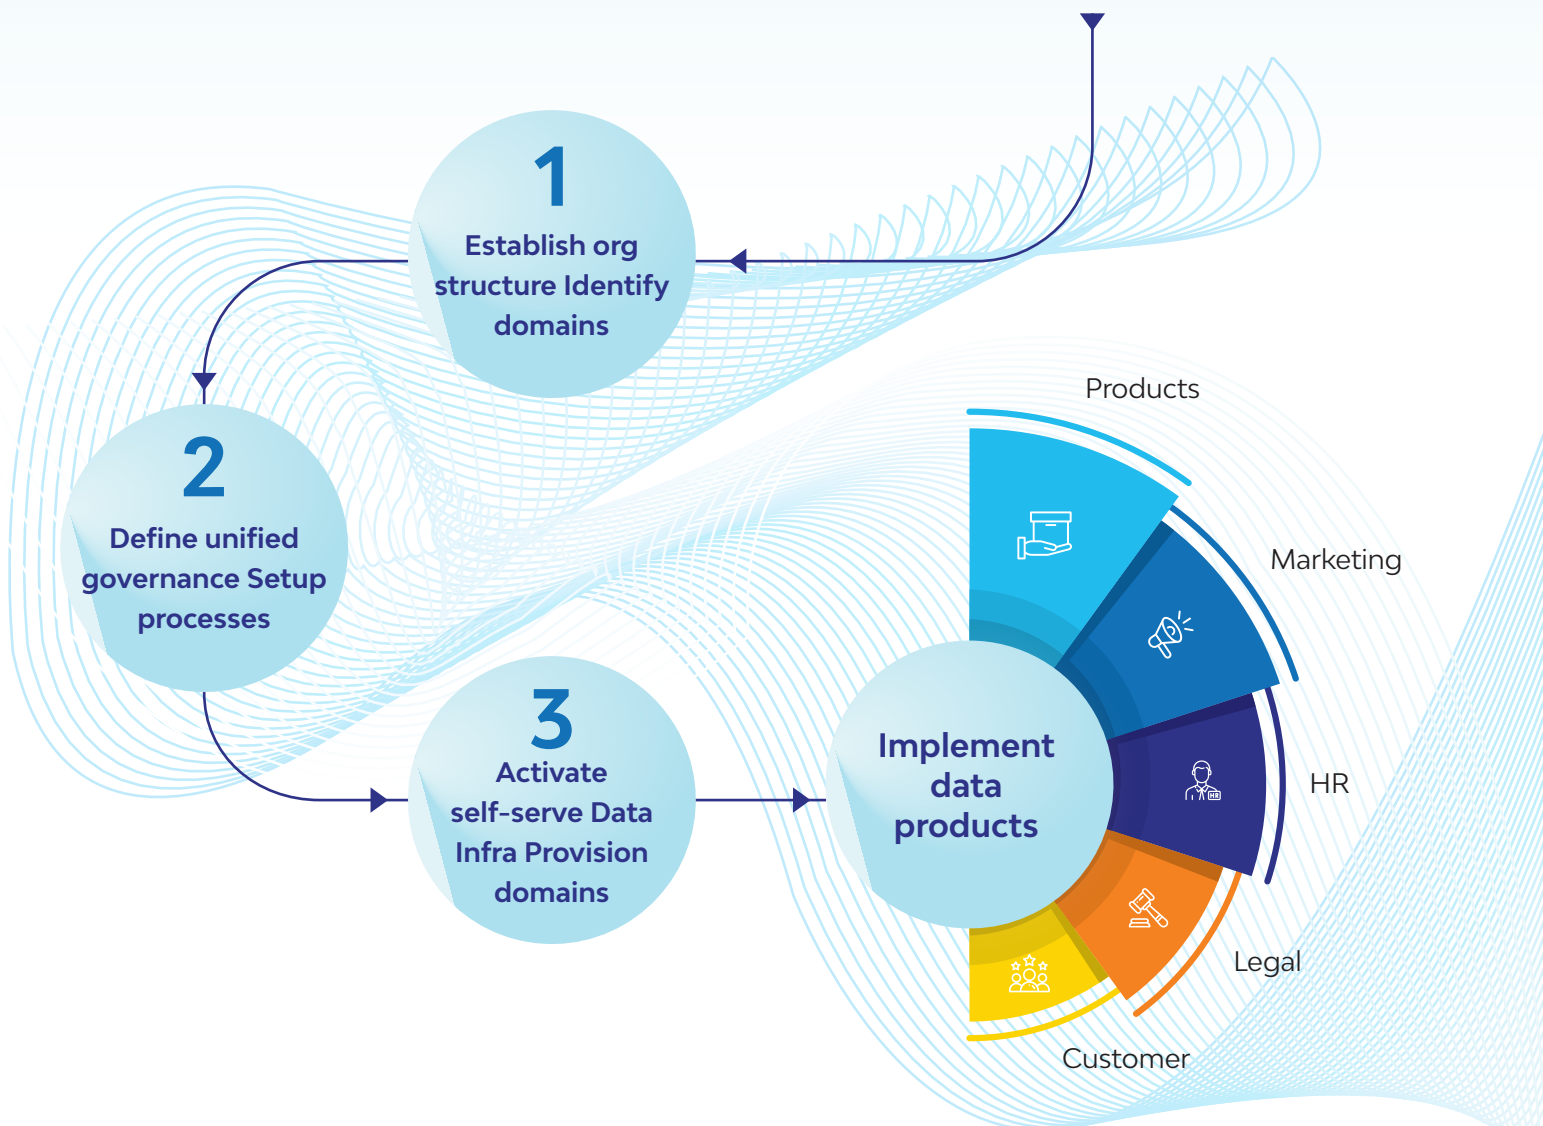 1
Establish org
structure Identify
domains
2
Define unified
governance Setup
processes
3
Activate
self-serve Data
Infra Provision
domains
Implement
data
products
Products
Marketing
HR
HR
Legal
Customer